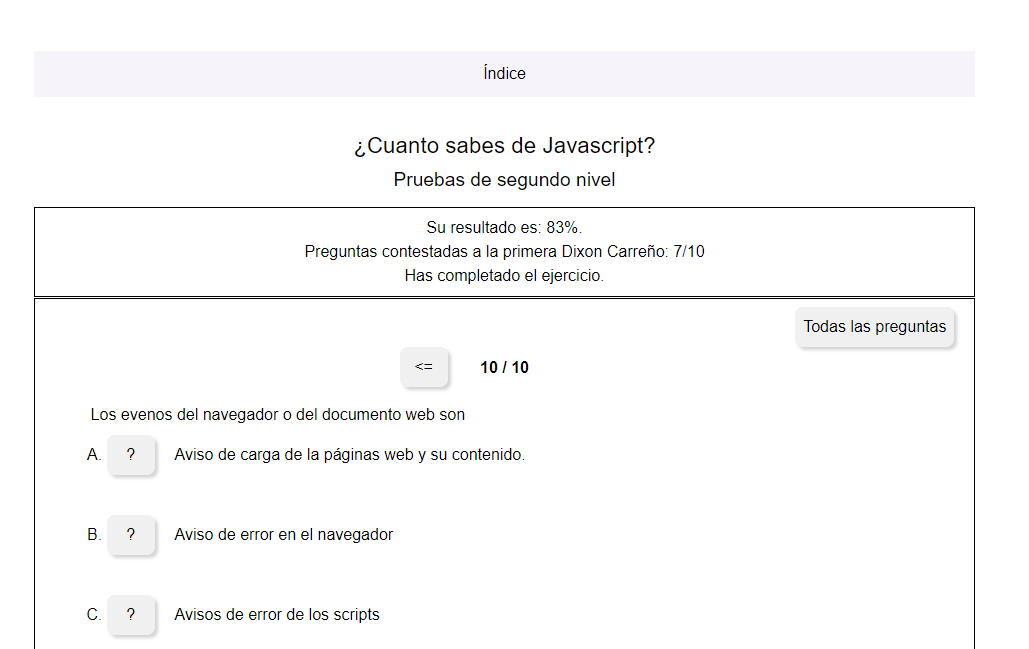 Índice
¿Cuanto sabes de Javascript?
Pruebas de segundo nivel
Su resultado es: 83%.
Preguntas contestadas a la primera Dixon Carreño: 7/10
Has completado el ejercicio.
Todas las preguntas
<= 10 / 10
Los evenos del navegador o del documento web son
A. ? Aviso de carga de la páginas web y su contenido.
B. ? Aviso de error en el navegador
C. ? Avisos de error de los scripts